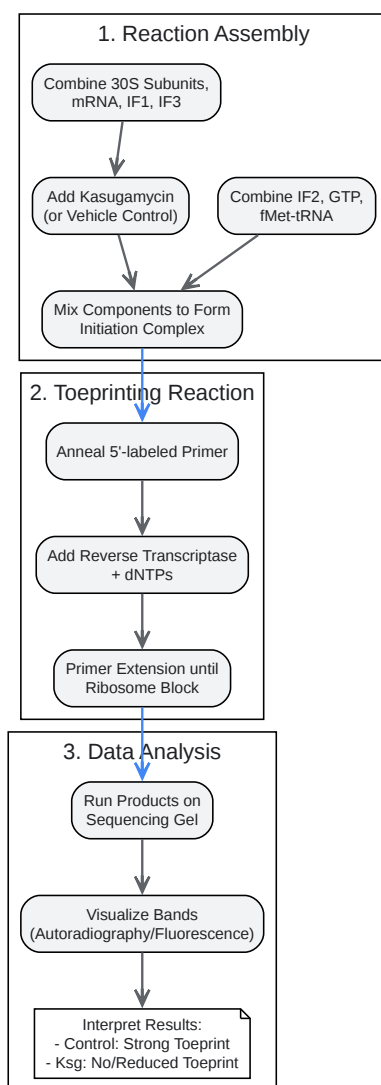 1. Reaction Assembly
Combine 30S Subunits,
mRNA, IF1, IF3
Add Kasugamycin
(or Vehicle Control)
Combine IF2, GTP,
fMet-tRNA
Mix Components to Form
Initiation Complex
2. Toeprinting Reaction
Anneal 5'-labeled Primer
Add Reverse Transcriptase
+ dNTPs
Primer Extension until
Ribosome Block
3. Data Analysis
Run Products on
Sequencing Gel
Visualize Bands
(Autoradiography/Fluorescence)
Interpret Results:
- Control: Strong Toeprint
- Ksg: No/Reduced Toeprint